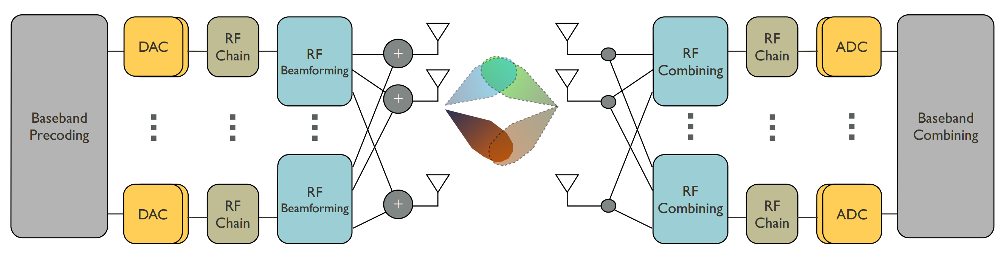 Baseband
Precoding
DAC
RF
Chain
RF
Beamforming
+
+
RF
Combining
RF
Chain
ADC
Baseband
Combining
DAC
RF
Chain
RF
Beamforming
+
RF
Combining
RF
Chain
ADC